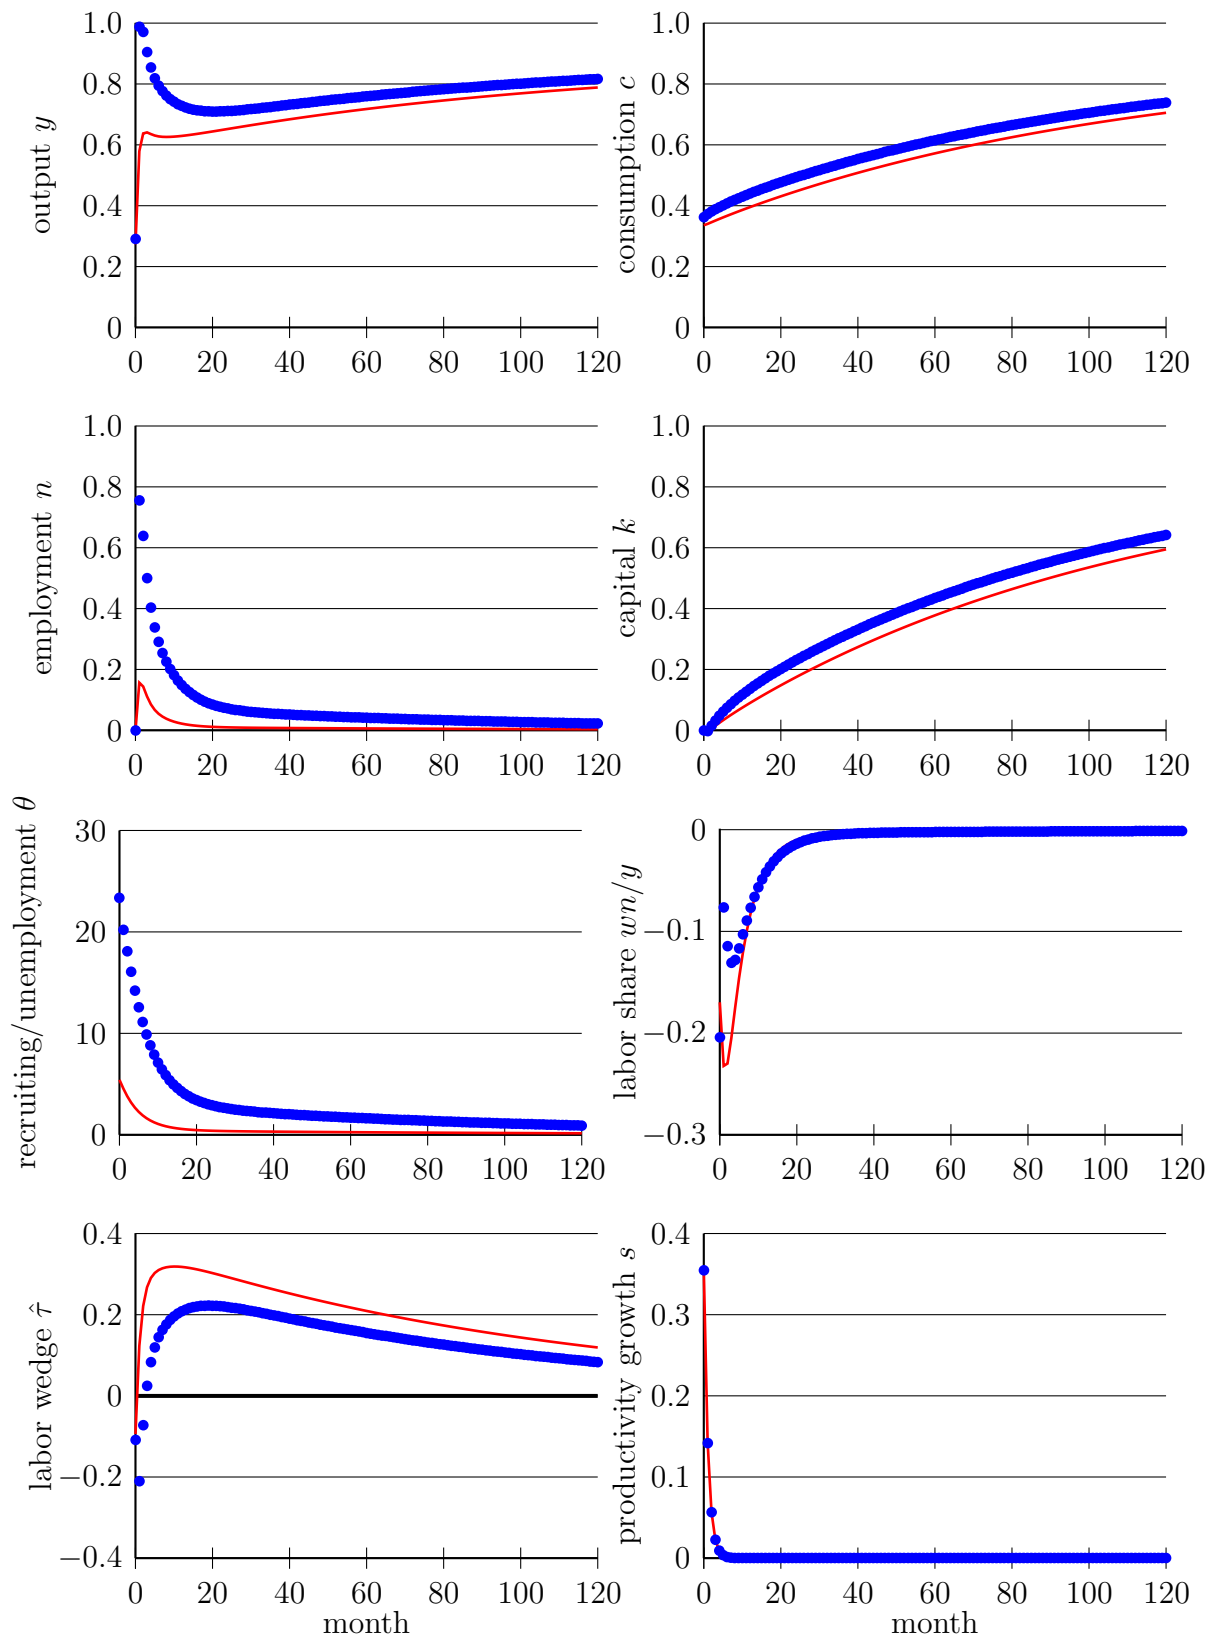 output y
1.0
0.8
0.6
0.4
0.2
0
0 20 40 60 80 100 120
consumption c
1.0
0.8
0.6
0.4
0.2
0
0 20 40 60 80 100 120
employment n
1.0
0.8
0.6
0.4
0.2
0
0 20 40 60 80 100 120
capital k
1.0
0.8
0.6
0.4
0.2
0
0 20 40 60 80 100 120
recruiting/unemployment θ
30
20
10
0
0 20 40 60 80 100 120
labor share wn/y
0
−0.1
−0.2
−0.3
0 20 40 60 80 100 120
labor wedge τ̂
0.4
0.2
0
−0.2
−0.4
0 20 40 60 80 100 120
month
productivity growth s
0.4
0.3
0.2
0.1
0
0 20 40 60 80 100 120
month